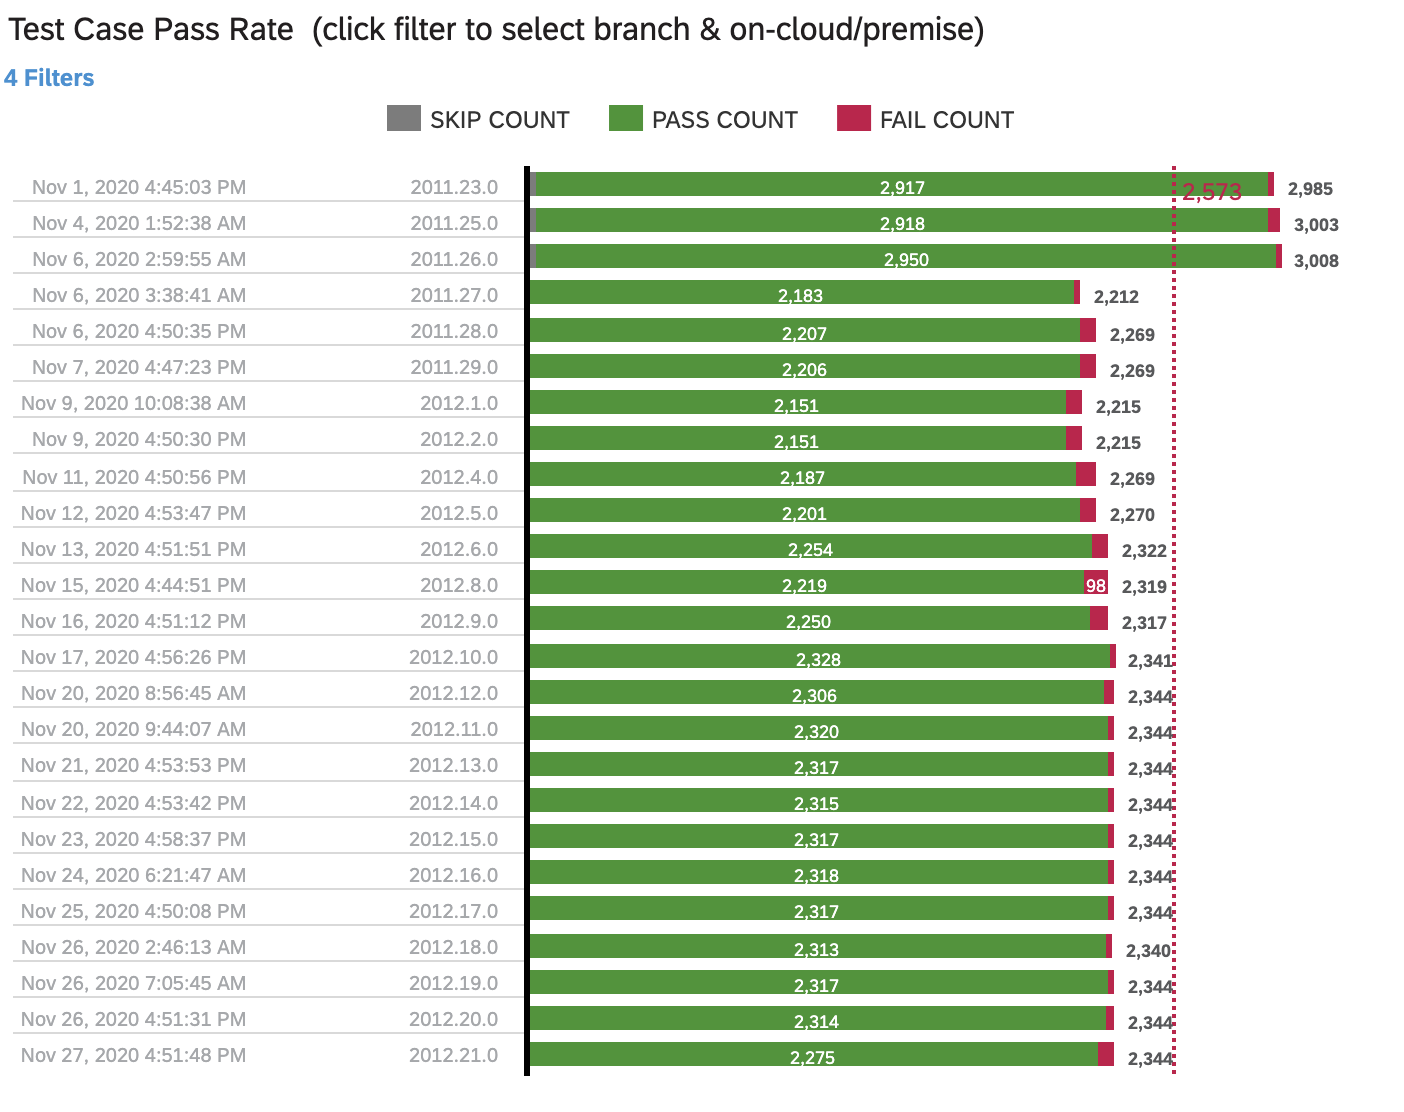 Test Case Pass Rate  (click filter to select branch & on-cloud/premise)
4 Filters
SKIP COUNT PASS COUNT FAIL COUNT
Nov 1, 2020 4:45:03 PM 2011.23.0 2,917 2,573 2,985
Nov 4, 2020 1:52:38 AM 2011.25.0 2,918 3,003
Nov 6, 2020 2:59:55 AM 2011.26.0 2,950 3,008
Nov 6, 2020 3:38:41 AM 2011.27.0 2,183 2,212
Nov 6, 2020 4:50:35 PM 2011.28.0 2,207 2,269
Nov 7, 2020 4:47:23 PM 2011.29.0 2,206 2,269
Nov 9, 2020 10:08:38 AM 2012.1.0 2,151 2,215
Nov 9, 2020 4:50:30 PM 2012.2.0 2,151 2,215
Nov 11, 2020 4:50:56 PM 2012.4.0 2,187 2,269
Nov 12, 2020 4:53:47 PM 2012.5.0 2,201 2,270
Nov 13, 2020 4:51:51 PM 2012.6.0 2,254 2,322
Nov 15, 2020 4:44:51 PM 2012.8.0 2,219 98 2,319
Nov 16, 2020 4:51:12 PM 2012.9.0 2,250 2,317
Nov 17, 2020 4:56:26 PM 2012.10.0 2,328 2,341
Nov 20, 2020 8:56:45 AM 2012.12.0 2,306 2,344
Nov 20, 2020 9:44:07 AM 2012.11.0 2,320 2,344
Nov 21, 2020 4:53:53 PM 2012.13.0 2,317 2,344
Nov 22, 2020 4:53:42 PM 2012.14.0 2,315 2,344
Nov 23, 2020 4:58:37 PM 2012.15.0 2,317 2,344
Nov 24, 2020 6:21:47 AM 2012.16.0 2,318 2,344
Nov 25, 2020 4:50:08 PM 2012.17.0 2,317 2,344
Nov 26, 2020 2:46:13 AM 2012.18.0 2,313 2,340
Nov 26, 2020 7:05:45 AM 2012.19.0 2,317 2,344
Nov 26, 2020 4:51:31 PM 2012.20.0 2,314 2,344
Nov 27, 2020 4:51:48 PM 2012.21.0 2,275 2,344